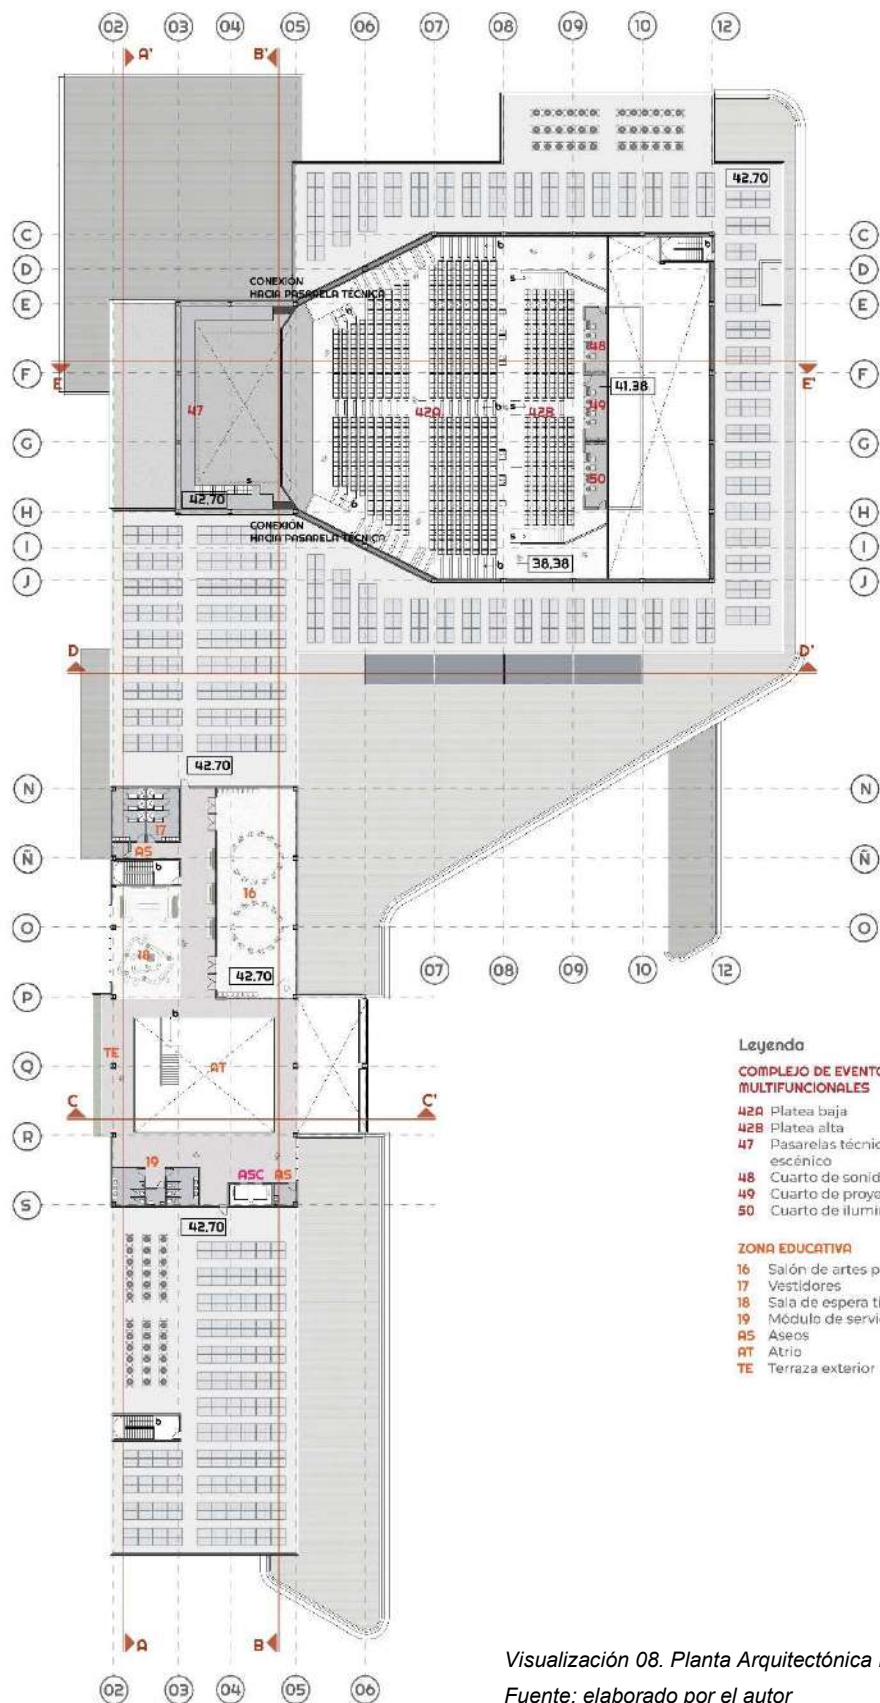 02 03 04 05 06 07 08 09 10 12
A' B'
42.70
C C
D D
CONEXIÓN
HACIA PASARELA TÉCNICA
E E
b
s
48
F F
E E'
41.38
47 42A b s 42B 49
G G
50
s
42.70
b
H H
CONEXIÓN
HACIA PASARELA TÉCNICA
s
I I
b 38.38
J J
D D'
42.70
N N
17
AS
Ñ Ñ
b
16
O O
18
42.70
07 08 09 10 12
P
b
TE AT
Q
C C'
R
19 ASC AS
S
42.70
b
A B
02 03 04 05 06
Leyenda
COMPLEJO DE EVENTO
MULTIFUNCIONALES
42A Platea baja
42B Platea alta
47 Pasarelas técnic
escénico
48 Cuarto de sonid
49 Cuarto de proye
50 Cuarto de ilumi
ZONA EDUCATIVA
16 Salón de artes p
17 Vestidores
18 Sala de espera ti
19 Módulo de servi
AS Aseos
AT Atrio
TE Terraza exterior
Visualización 08. Planta Arquitectónica
Fuente: elaborado por el autor